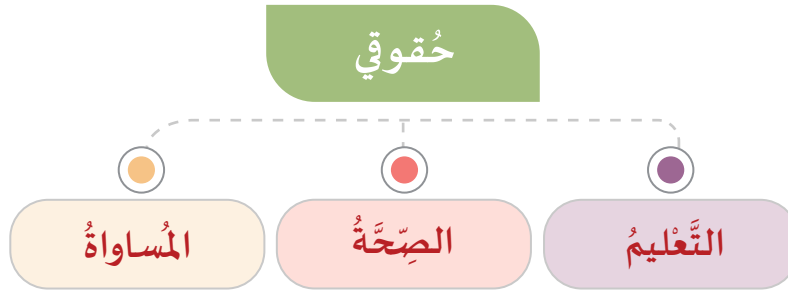 حُقوقي
التَّعْليمُ
الصِّحَّةُ
المُساواةُ